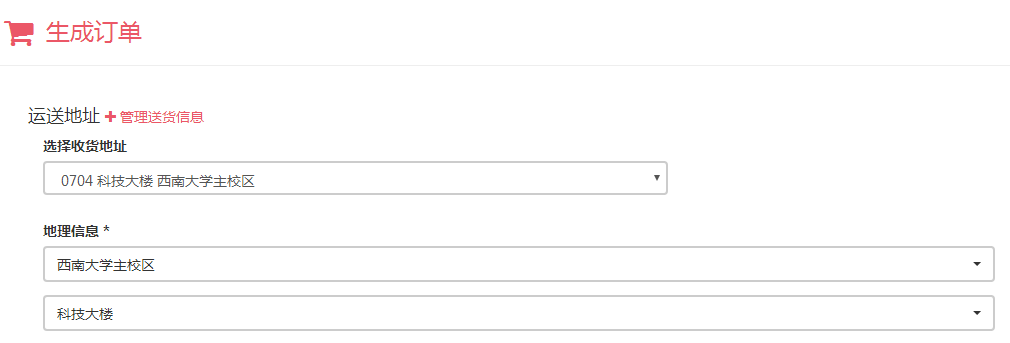 生成订单
运送地址 管理送货信息
选择收货地址
0704 科技大楼 西南大学主校区
地理信息 *
西南大学主校区
科技大楼